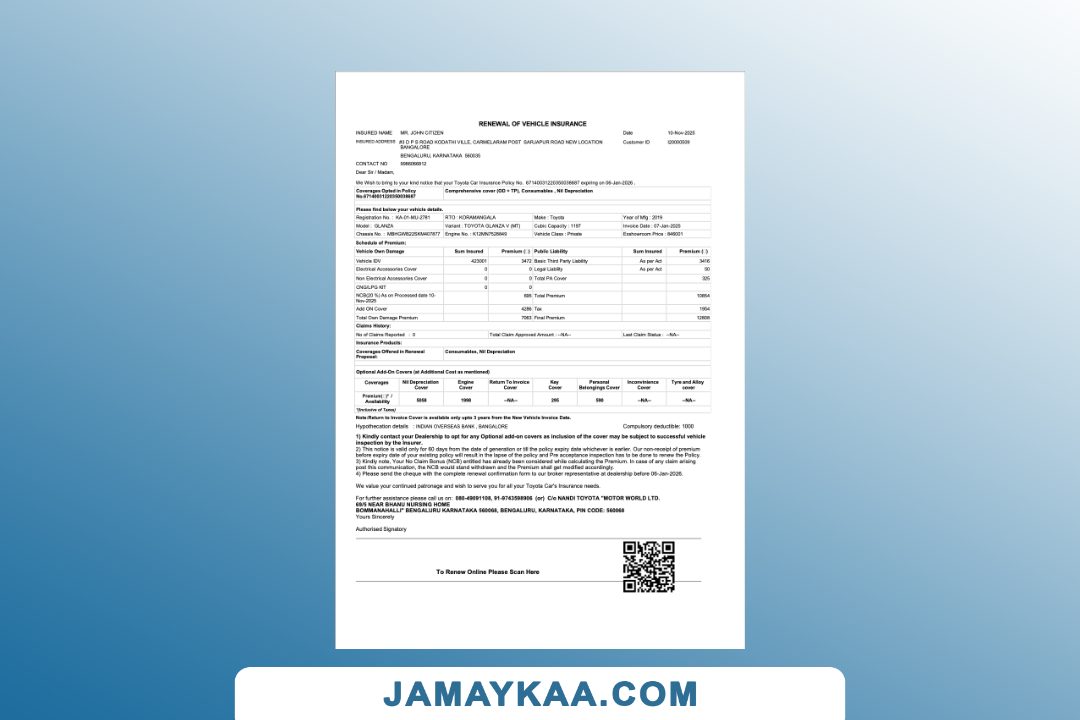 RENEWAL OF VEHICLE INSURANCE
INSURED NAME MR. JOHN CITIZEN Date 10-Nov-2025
INSURED ADDRESS #I D P S ROAD KODATHI VILLE, CARMELARAM POST SARJAPUR ROAD NEW LOCATION Customer ID
BANGALORE
BENGALURU, KARNATAKA 560035
CONTACT NO
Dear Sir / Madam,
We Wish to bring to your kind notice that your Toyota Car Insurance Policy No. expiring on 06-Jan-2026 .
Coverages Opted in Policy Comprehensive cover (OD + TP), Consumables , Nil Depreciation
Please find below your vehicle details.
Registration No. : KA-01-MU-2761 RTO : KORAMANGALA Make : Toyota Year of Mfg : 2019
Model : GLANZA Variant : TOYOTA GLANZA V (MT) Cubic Capacity : 1197 Invoice Date : 07-Jan-2025
Chassis No. : Engine No. : Vehicle Class : Private Exshowroom Price :
Schedule of Premium:
Vehicle Own Damage Sum Insured Premium (□) Public Liability Sum Insured Premium (□)
Vehicle IDV 423001 3472 Basic Third Party Liability As per Act 3416
Electrical Accessories Cover 0 0 Legal Liability As per Act 50
Non Electrical Accessories Cover 0 0 Total PA Cover 325
CNG/LPG KIT 0 0
NCB(20 %) As on Processed date 10-
Nov-2025 695 Total Premium 10854
Add ON Cover 4286 Tax 1954
Total Own Damage Premium 7063 Final Premium 12808
Claims History:
No of Claims Reported : 0 Total Claim Approved Amount : --NA-- Last Claim Status : --NA--
Insurance Products:
Coverages Offered in Renewal Consumables, Nil Depreciation
Proposal:
Optional Add-On Covers (at Additional Cost as mentioned)
Coverages Nil Depreciation Cover Engine Cover Return To Invoice Cover Key Cover Personal Belongings Cover Inconvinience Cover Tyre and Alloy cover
Premium(□)* / Availability 5058 1998 --NA-- 295 590 --NA-- --NA--
*(Inclusive of Taxes)
Note:Return to Invoice Cover is available only upto 3 years from the New Vehicle Invoice Date.
Hypothecation details : INDIAN OVERSEAS BANK , BANGALORE Compulsory deductible: 1000
1) Kindly contact your Dealership to opt for any Optional add-on covers as inclusion of the cover may be subject to successful vehicle
inspection by the Insurer.
2) This notice is valid only for 60 days from the date of generation or till the policy expiry date whichever is earlier. Our non-receipt of premium
before expiry date of your existing policy will result in the lapse of the policy and Pre acceptance inspection has to be done to renew the Policy.
3) Kindly note, Your No Claim Bonus (NCB) entitled has already been considered while calculating the Premium. In case of any claim arising
post this communication, the NCB would stand withdrawn and the Premium shall get modified accordingly.
4) Please send the cheque with the complete renewal confirmation form to our broker representative at dealership before 06-Jan-2026.
We value your continued patronage and wish to serve you for all your Toyota Car's Insurance needs.
For further assistance please call us on: 080-49091108, 91-9743598906 (or) C/o NANDI TOYOTA "MOTOR WORLD LTD.
69/5 NEAR BHANU NURSING HOME
BOMMANAHALLI" BENGALURU KARNATAKA 560068, BENGALURU, KARNATAKA, PIN CODE: 560068
Yours Sincerely
Authorised Signatory
To Renew Online Please Scan Here
JAMAYKAA.COM